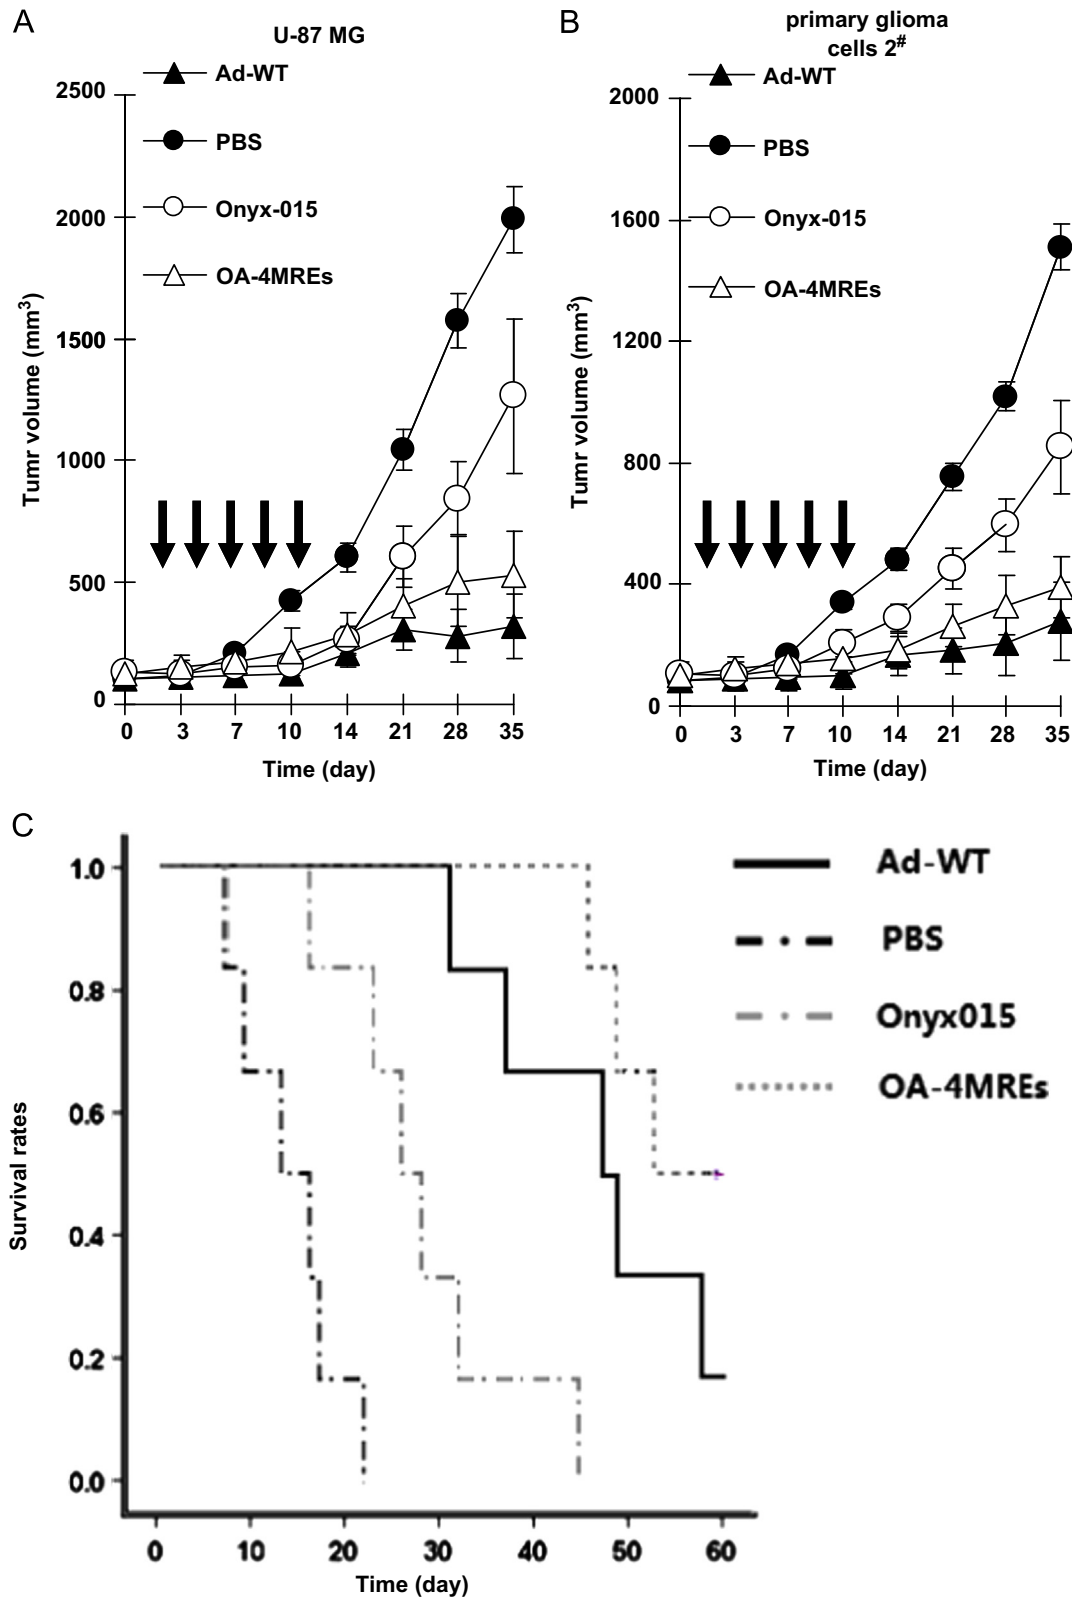 A
U-87 MG
Ad-WT
PBS
Onyx-015
OA-4MREs
2500
2000
1500
1000
500
0
Tumr volume (mm³)
0 3 7 10 14 21 28 35
Time (day)
B
primary glioma
cells 2#
Ad-WT
PBS
Onyx-015
OA-4MREs
2000
1600
1200
800
400
0
Tumr volume (mm³)
0 3 7 10 14 21 28 35
Time (day)
C
1.0
0.8
0.6
0.4
0.2
0.0
Survival rates
0 10 20 30 40 50 60
Time (day)
Ad-WT
PBS
Onyx015
OA-4MREs